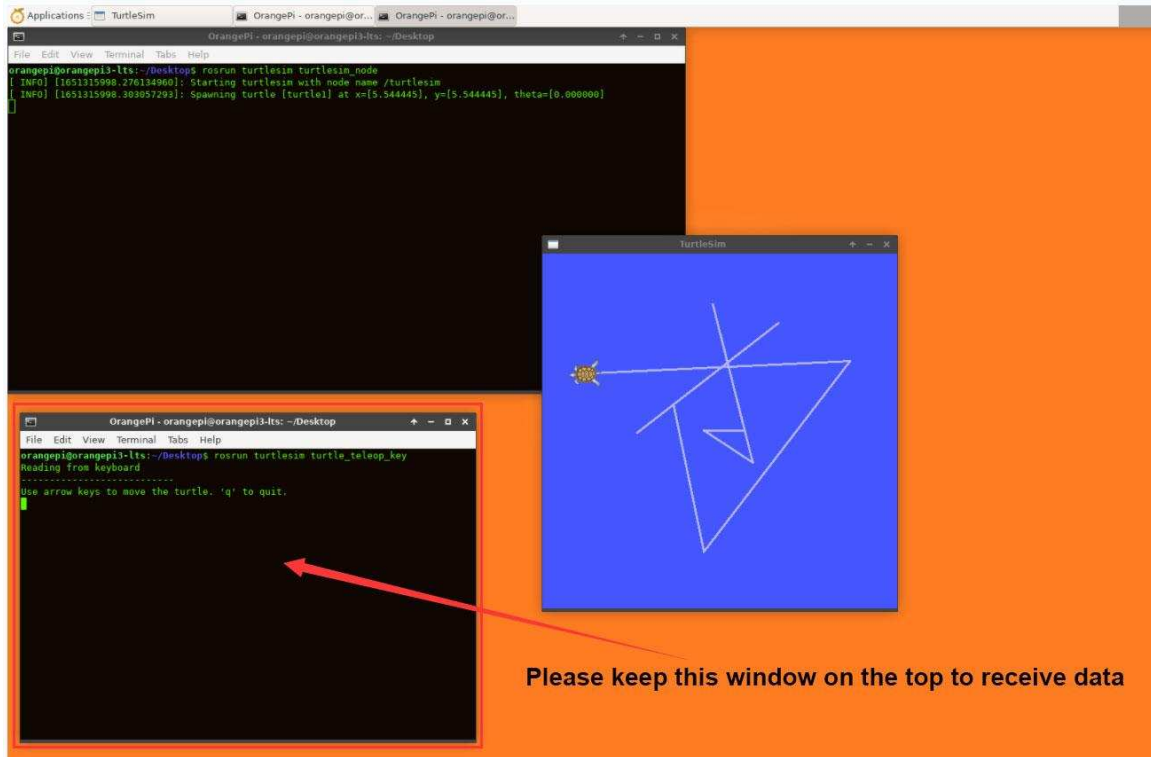 Applications TurtleSim OrangePi - orangepi@or... OrangePi - orangepi@or...
OrangePi - orangepi@orangepi3-lts: ~/Desktop
File Edit View Terminal Tabs Help
orangepi@orangepi3-lts:~/Desktop$ rosrun turtlesim turtlesim_node
[ INFO] [1651315998.276134960]: Starting turtlesim with node name /turtlesim
[ INFO] [1651315998.303057293]: Spawning turtle [turtle1] at x=[5.544445], y=[5.544445], theta=[0.000000]
TurtleSim
OrangePi - orangepi@orangepi3-lts: ~/Desktop
File Edit View Terminal Tabs Help
orangepi@orangepi3-lts:~/Desktop$ rosrun turtlesim turtle_teleop_key
Reading from keyboard
---------------------------
Use arrow keys to move the turtle. 'q' to quit.
Please keep this window on the top to receive data